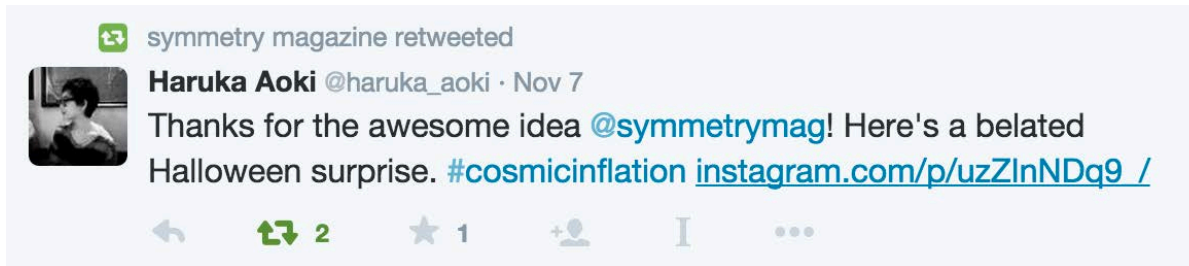 symmetry magazine retweeted
Haruka Aoki @haruka_aoki · Nov 7
Thanks for the awesome idea @symmetrymag! Here's a belated
Halloween surprise. #cosmicinflation instagram.com/p/uzZlnNDq9_/
2 1